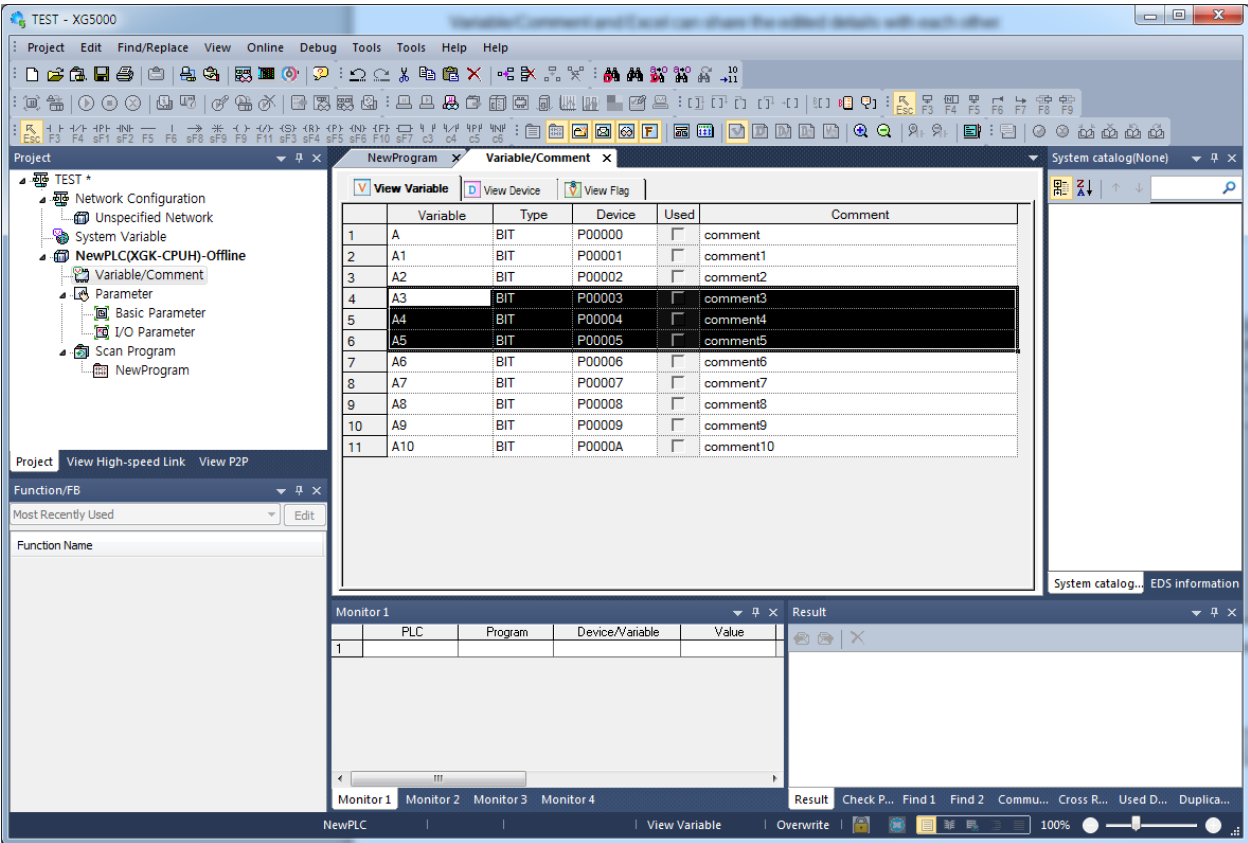 TEST - XG5000
Variable/Comment and Excel can share the edited details with each other.
Project Edit Find/Replace View Online Debug Tools Tools Help Help
Project
TEST *
Network Configuration
Unspecified Network
System Variable
NewPLC(XGK-CPUH)-Offline
Variable/Comment
Parameter
Basic Parameter
I/O Parameter
Scan Program
NewProgram
Project View High-speed Link View P2P
Function/FB
Most Recently Used Edit
Function Name
NewProgram x Variable/Comment x
V View Variable D View Device View Flag
Variable Type Device Used Comment
1 A BIT P00000 comment
2 A1 BIT P00001 comment1
3 A2 BIT P00002 comment2
4 A3 BIT P00003 comment3
5 A4 BIT P00004 comment4
6 A5 BIT P00005 comment5
7 A6 BIT P00006 comment6
8 A7 BIT P00007 comment7
9 A8 BIT P00008 comment8
10 A9 BIT P00009 comment9
11 A10 BIT P0000A comment10
System catalog(None)
System catalog... EDS information
Monitor 1
PLC Program Device/Variable Value
1
Monitor 1 Monitor 2 Monitor 3 Monitor 4
Result
Result Check P... Find 1 Find 2 Commu... Cross R... Used D... Duplica...
NewPLC View Variable Overwrite 100%